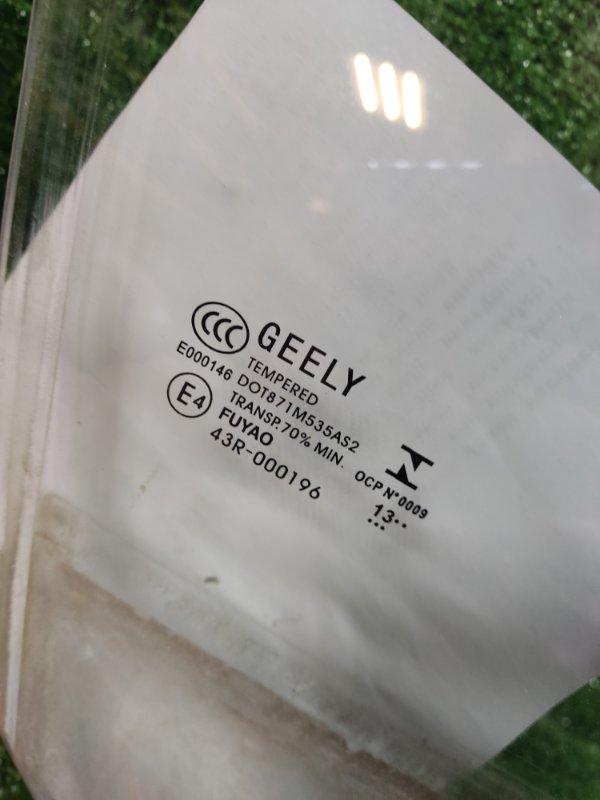 CCC GEELY
TEMPERED
E000146 DOT871M535AS2
E4 TRANSP.70% MIN.
FUYAO
43R-000196
OCP N°0009
13··
···